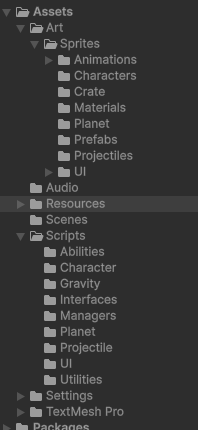 Assets
Art
Sprites
Animations
Characters
Crate
Materials
Planet
Prefabs
Projectiles
UI
Audio
Resources
Scenes
Scripts
Abilities
Character
Gravity
Interfaces
Managers
Planet
Projectile
UI
Utilities
Settings
TextMesh Pro
Packages